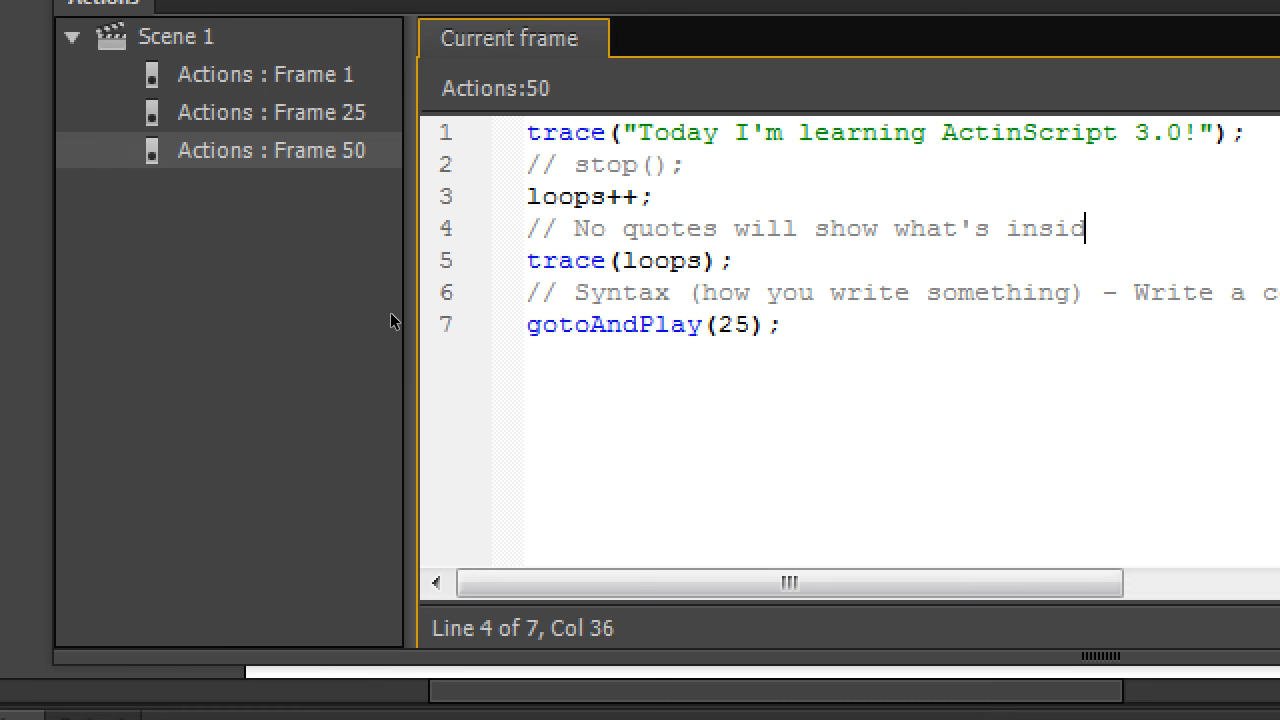 Actions
Scene 1
Actions : Frame 1
Actions : Frame 25
Actions : Frame 50
Current frame
Actions:50
1 trace("Today I'm learning ActinScript 3.0!");
2 // stop();
3 loops++;
4 // No quotes will show what's insid
5 trace(loops);
6 // Syntax (how you write something) - Write a c
7 gotoAndPlay(25);
Line 4 of 7, Col 36